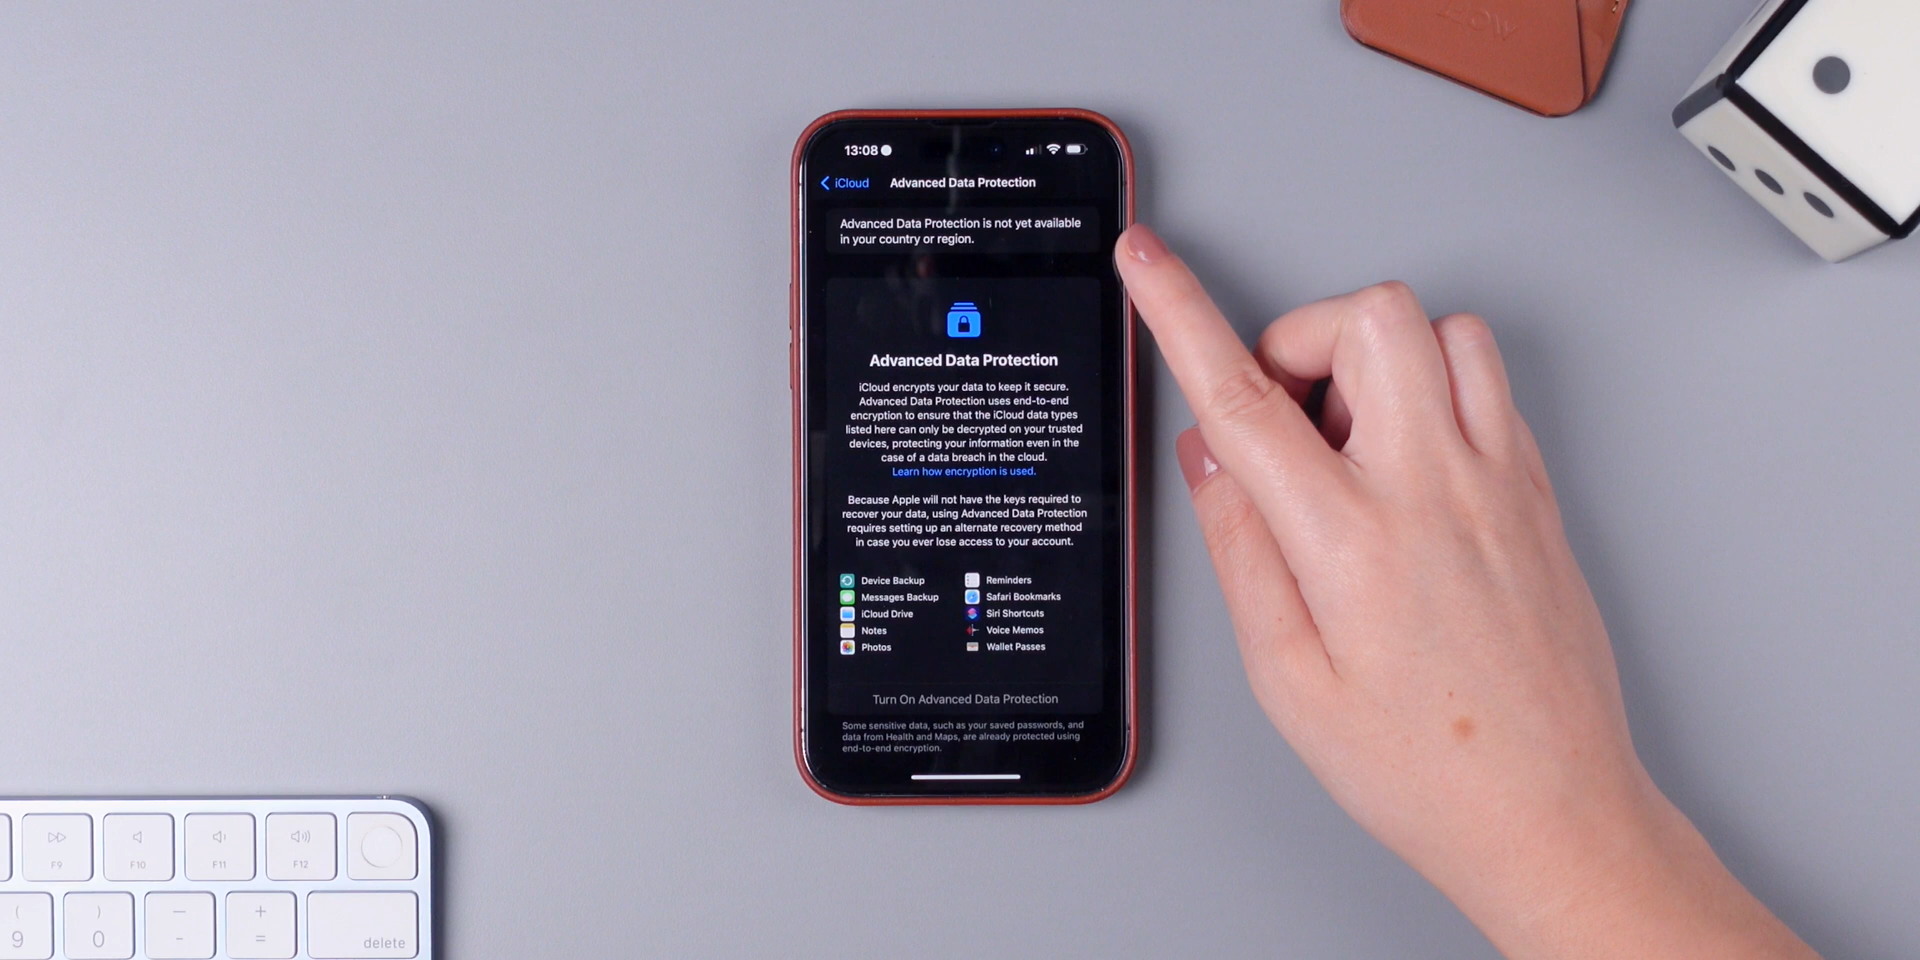 13:08
iCloud
Advanced Data Protection
Advanced Data Protection is not yet available
in your country or region.
Advanced Data Protection
iCloud encrypts your data to keep it secure.
Advanced Data Protection uses end-to-end
encryption to ensure that the iCloud data types
listed here can only be decrypted on your trusted
devices, protecting your information even in the
case of a data breach in the cloud.
Learn how encryption is used.
Because Apple will not have the keys required to
recover your data, using Advanced Data Protection
requires setting up an alternate recovery method
in case you ever lose access to your account.
Device Backup
Messages Backup
iCloud Drive
Notes
Photos
Reminders
Safari Bookmarks
Siri Shortcuts
Voice Memos
Wallet Passes
Turn On Advanced Data Protection
Some sensitive data, such as your saved passwords, and
data from Health and Maps, are already protected using
end-to-end encryption.
F9 F10 F11 F12
( ) — +
9 0 - =
delete